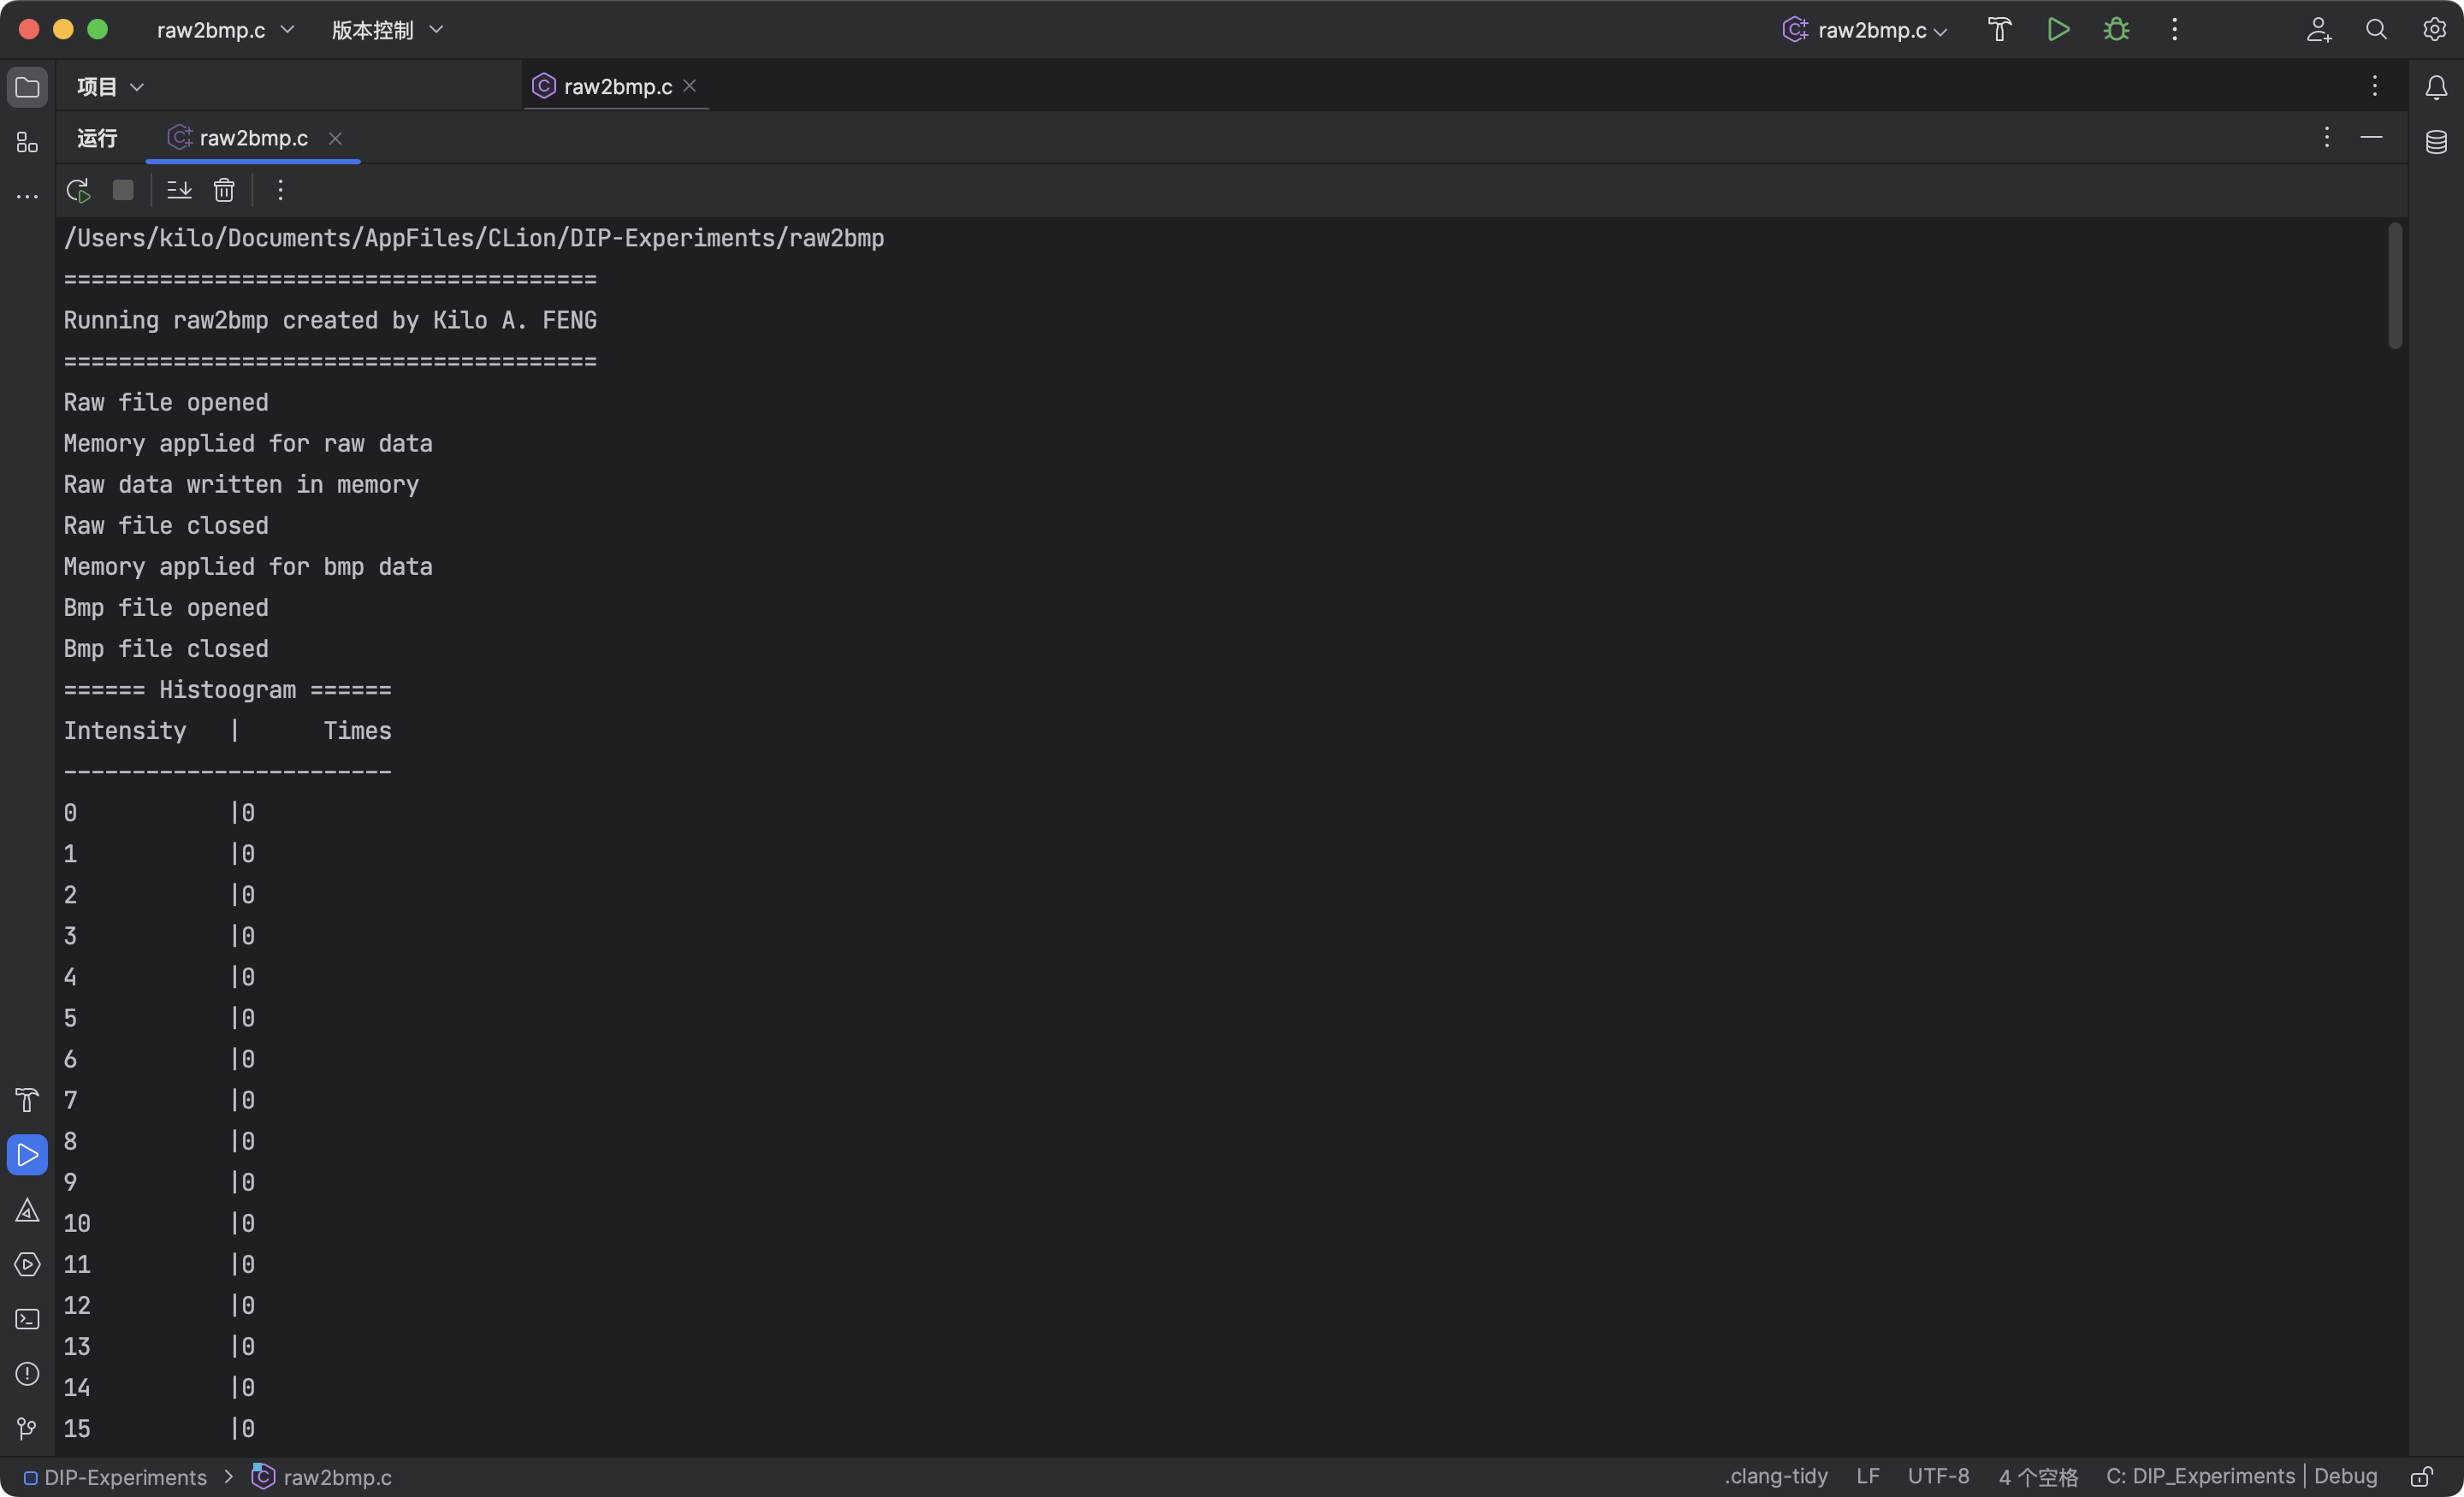 raw2bmp.c 版本控制 raw2bmp.c
项目 raw2bmp.c
运行 raw2bmp.c
/Users/kilo/Documents/AppFiles/CLion/DIP-Experiments/raw2bmp
=======================================
Running raw2bmp created by Kilo A. FENG
=======================================
Raw file opened
Memory applied for raw data
Raw data written in memory
Raw file closed
Memory applied for bmp data
Bmp file opened
Bmp file closed
====== Histoogram ======
Intensity | Times
------------------------
0 |0
1 |0
2 |0
3 |0
4 |0
5 |0
6 |0
7 |0
8 |0
9 |0
10 |0
11 |0
12 |0
13 |0
14 |0
15 |0
DIP-Experiments > raw2bmp.c .clang-tidy LF UTF-8 4 个空格 C: DIP_Experiments | Debug